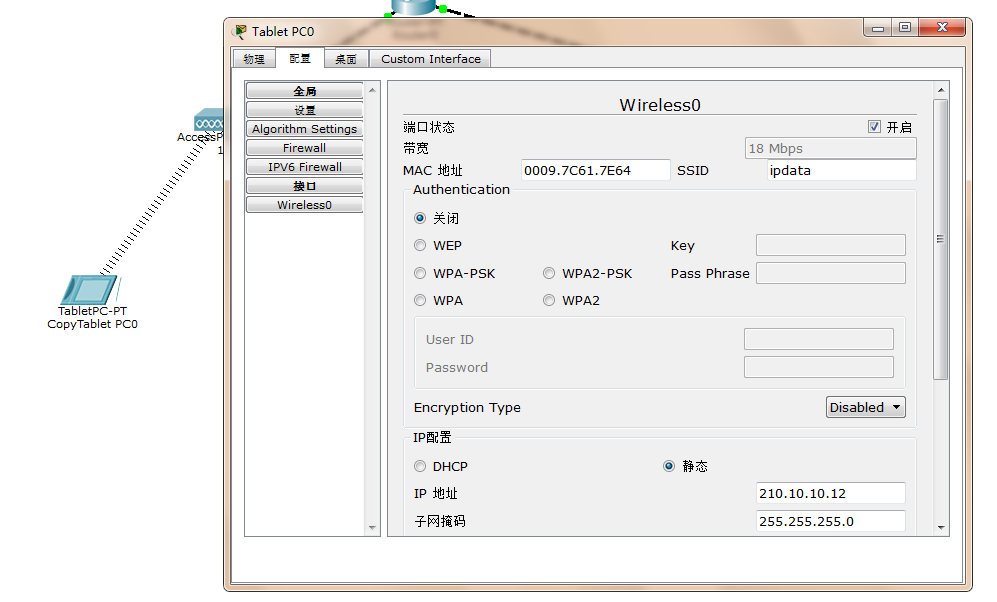 Tablet PC0
物理 配置 桌面 Custom Interface
全局
设置
Algorithm Settings
Firewall
IPV6 Firewall
接口
Wireless0
Wireless0
端口状态 开启
带宽 18 Mbps
MAC 地址 0009.7C61.7E64 SSID ipdata
Authentication
关闭
WEP Key
WPA-PSK WPA2-PSK Pass Phrase
WPA WPA2
User ID
Password
Encryption Type Disabled
IP配置
DHCP 静态
IP 地址 210.10.10.12
子网掩码 255.255.255.0
AccessP
1
TabletPC-PT
CopyTablet PC0